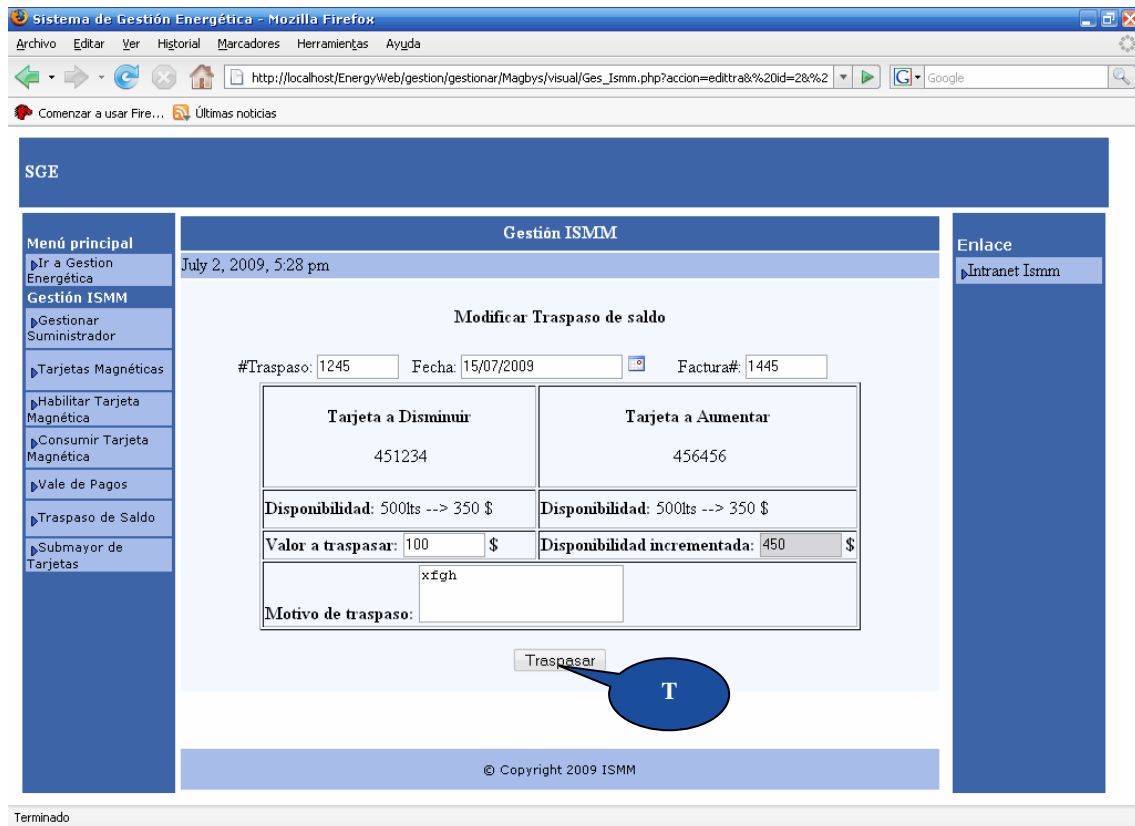 Sistema de Gestión Energética - Mozilla Firefox
Archivo Editar Ver Historial Marcadores Herramientas Ayuda
http://localhost/EnergyWeb/gestion/gestionar/Magbys/visual/Ges_Ismm.php?accion=edittra&%20id=2&%2
G Google
Comenzar a usar Fire... Últimas noticias
SGE
Menú principal
Ir a Gestion
Energética
Gestión ISMM
Gestionar
Suministrador
Tarjetas Magnéticas
Habilitar Tarjeta
Magnética
Consumir Tarjeta
Magnética
Vale de Pagos
Traspaso de Saldo
Submayor de
Tarjetas
Gestión ISMM
July 2, 2009, 5:28 pm
Modificar Traspaso de saldo
#Traspaso: 1245 Fecha: 15/07/2009 Factura#: 1445
Tarjeta a Disminuir Tarjeta a Aumentar
451234 456456
Disponibilidad: 500lts --> 350 $ Disponibilidad: 500lts --> 350 $
Valor a traspasar: 100 $ Disponibilidad incrementada: 450 $
xfgh
Motivo de traspaso:
Traspasar
T
Enlace
Intranet Ismm
© Copyright 2009 ISMM
Terminado